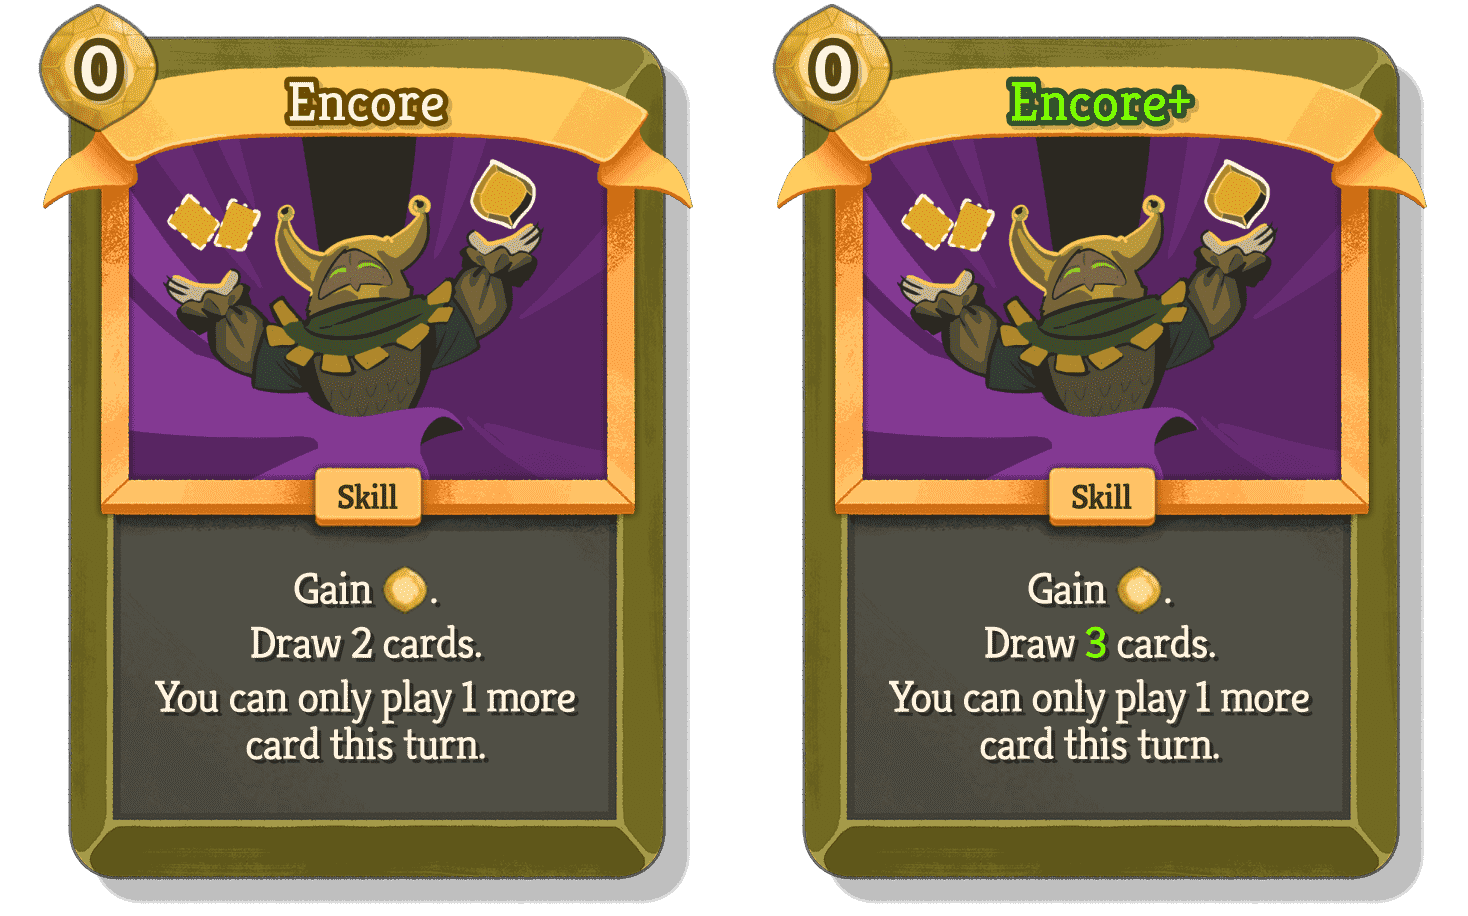 0
Encore
Skill
Gain .
Draw 2 cards.
You can only play 1 more
card this turn.
0
Encore+
Skill
Gain .
Draw 3 cards.
You can only play 1 more
card this turn.